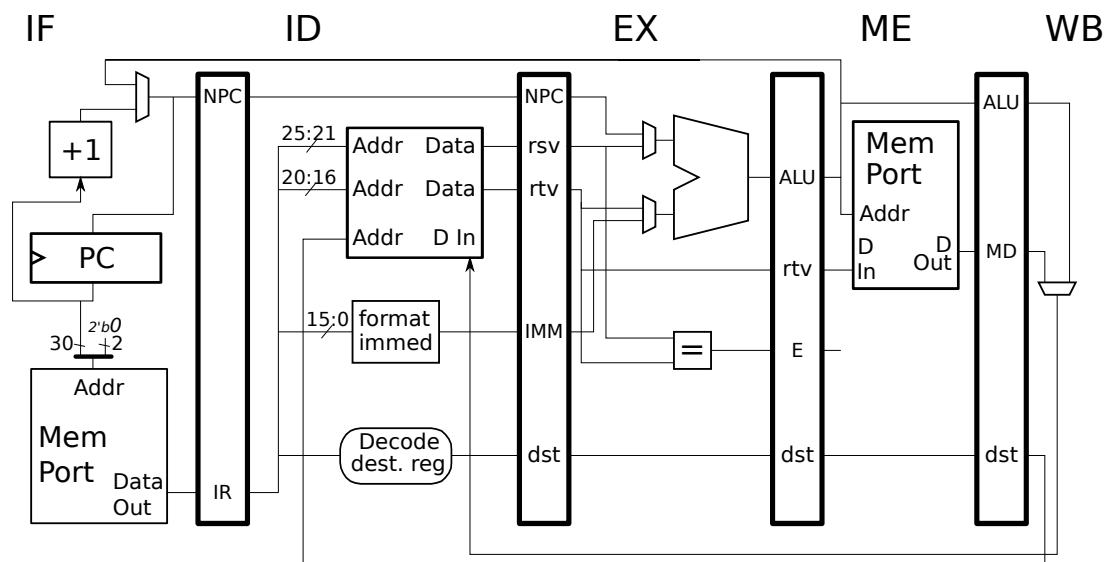 IF ID EX ME WB
NPC NPC ALU
+1
25:21 Addr Data rsv
20:16 Addr Data rtv
Addr D In
PC
Mem
Port
ALU
Addr
D
In
D
Out
MD
rtv
2'b0
30 2
15:0
format
immed
IMM
=
E
Addr
Mem
Port
Data
Out
IR
Decode
dest. reg
dst dst dst